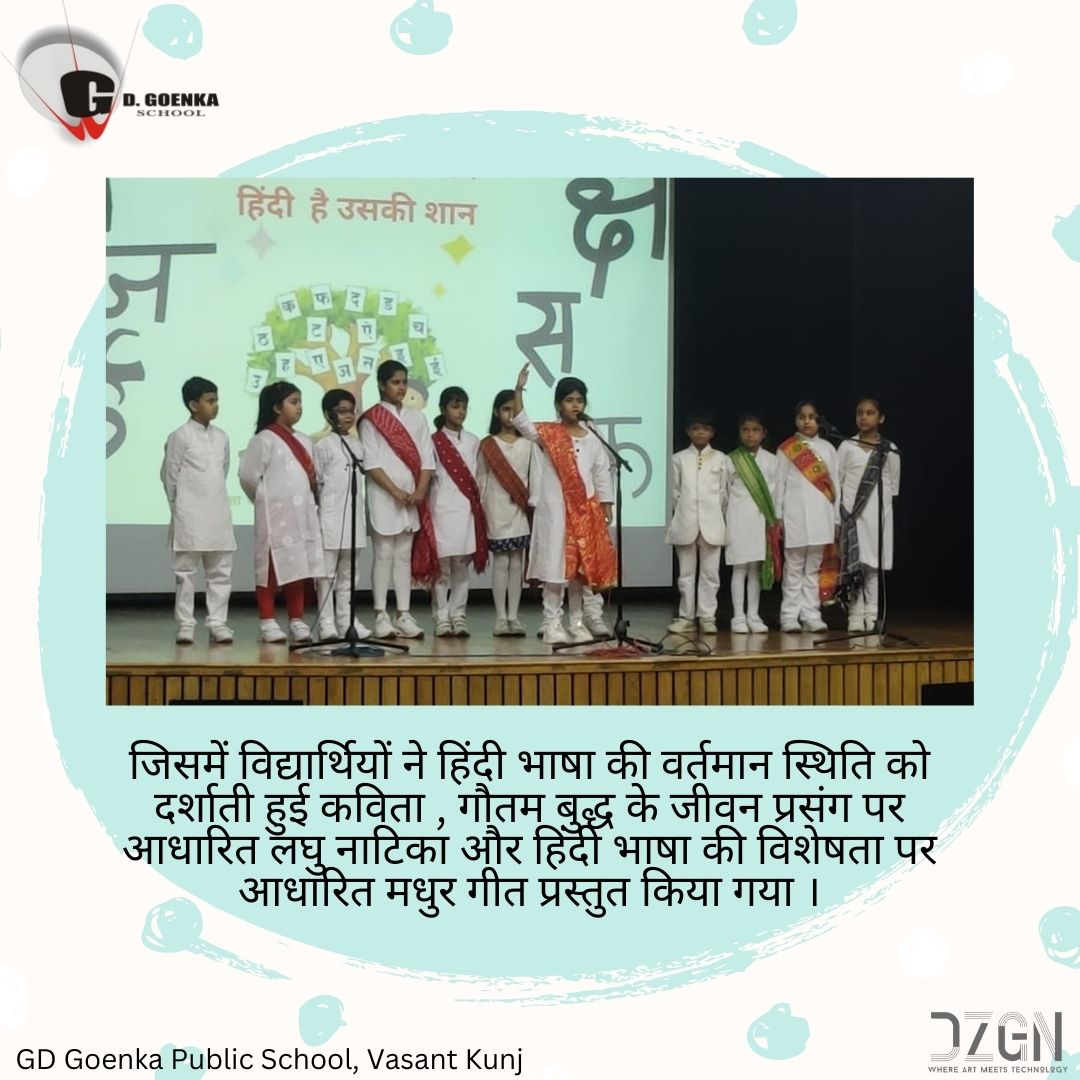 G D. GOENKA
SCHOOL
हिंदी है उसकी शान
क्ष
ज
स
क फ द ड
ठ ट ऐ च
उ ह ए अ त इ ई
जिसमें विद्यार्थियों ने हिंदी भाषा की वर्तमान स्थिति को
दर्शाती हुई कविता , गौतम बुद्ध के जीवन प्रसंग पर
आधारित लघु नाटिका और हिंदी भाषा की विशेषता पर
आधारित मधुर गीत प्रस्तुत किया गया ।
GD Goenka Public School, Vasant Kunj
DZGN
WHERE ART MEETS TECHNOLOGY